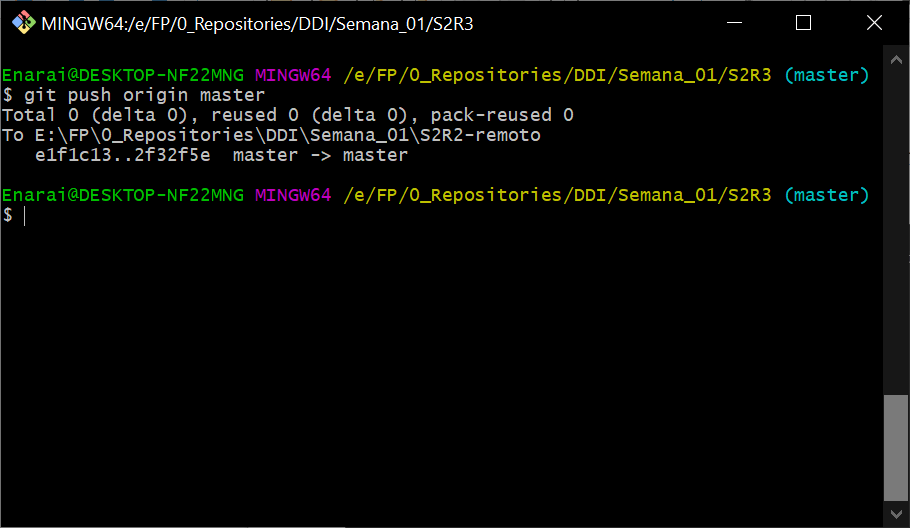 MINGW64:/e/FP/0_Repositories/DDI/Semana_01/S2R3
Enarai@DESKTOP-NF22MNG MINGW64 /e/FP/0_Repositories/DDI/Semana_01/S2R3 (master)
$ git push origin master
Total 0 (delta 0), reused 0 (delta 0), pack-reused 0
To E:\FP\0_Repositories\DDI\Semana_01\S2R2-remoto
   e1f1c13..2f32f5e  master -> master
Enarai@DESKTOP-NF22MNG MINGW64 /e/FP/0_Repositories/DDI/Semana_01/S2R3 (master)
$